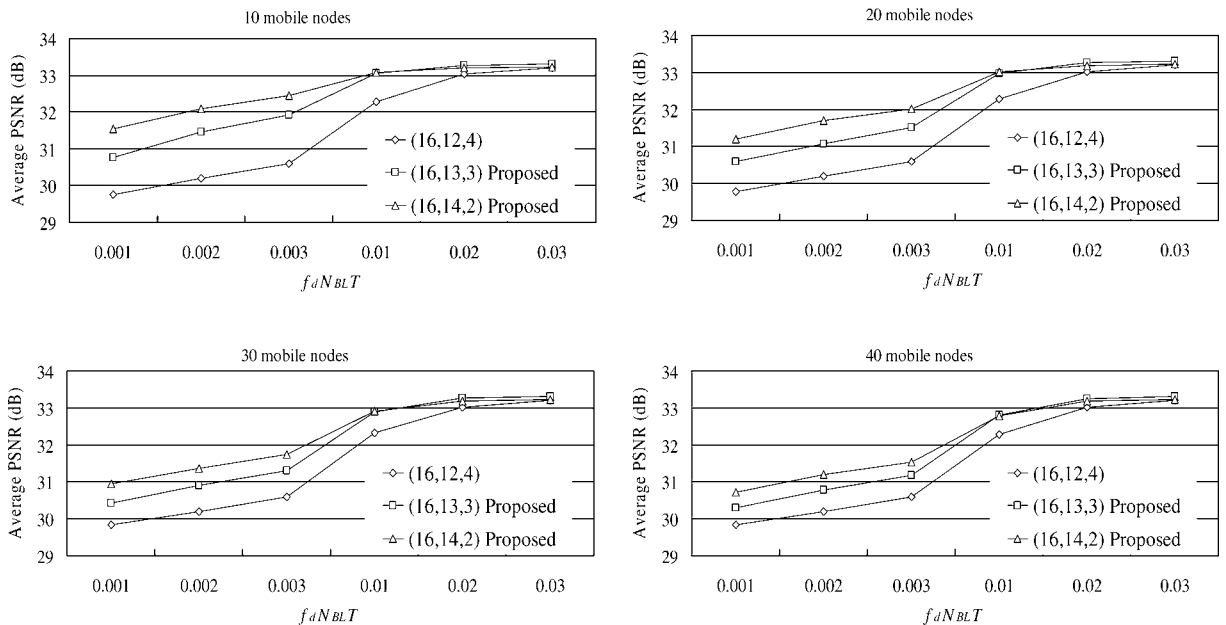 10 mobile nodes
Average PSNR (dB)
34
33
32
31
30
29
(16,12,4)
(16,13,3) Proposed
(16,14,2) Proposed
0.001 0.002 0.003 0.01 0.02 0.03
fdNBLT
20 mobile nodes
Average PSNR (dB)
34
33
32
31
30
29
(16,12,4)
(16,13,3) Proposed
(16,14,2) Proposed
0.001 0.002 0.003 0.01 0.02 0.03
fdNBLT
30 mobile nodes
Average PSNR (dB)
34
33
32
31
30
29
(16,12,4)
(16,13,3) Proposed
(16,14,2) Proposed
0.001 0.002 0.003 0.01 0.02 0.03
fdNBLT
40 mobile nodes
Average PSNR (dB)
34
33
32
31
30
29
(16,12,4)
(16,13,3) Proposed
(16,14,2) Proposed
0.001 0.002 0.003 0.01 0.02 0.03
fdNBLT